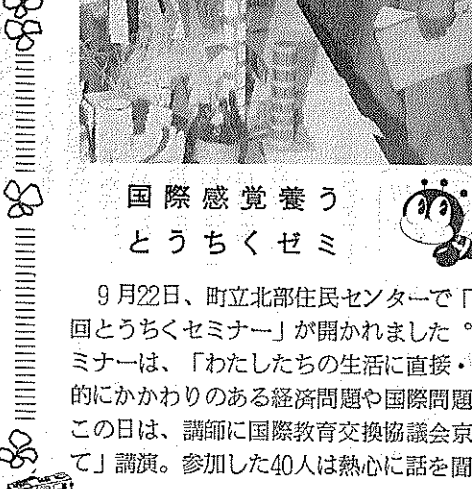 国際感覚養う
とうちくゼミ
9月22日、町立北部住民センターで「
回とうちくセミナー」が開かれました。
ミナーは、「わたしたちの生活に直接・
的にかかわりのある経済問題や国際問題
この日は、講師に国際教育交換協議会京
て」講演。参加した40人は熱心に話を聞